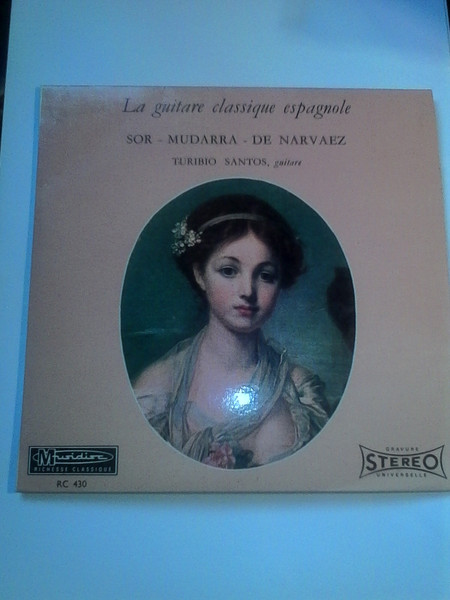 La guitare classique espagnole
SOR - MUDARRA - DE NARVAEZ
TURIBIO SANTOS, guitare
Musidisc
RICHESSE CLASSIQUE
RC 430
GRAVURE
STEREO
UNIVERSELLE